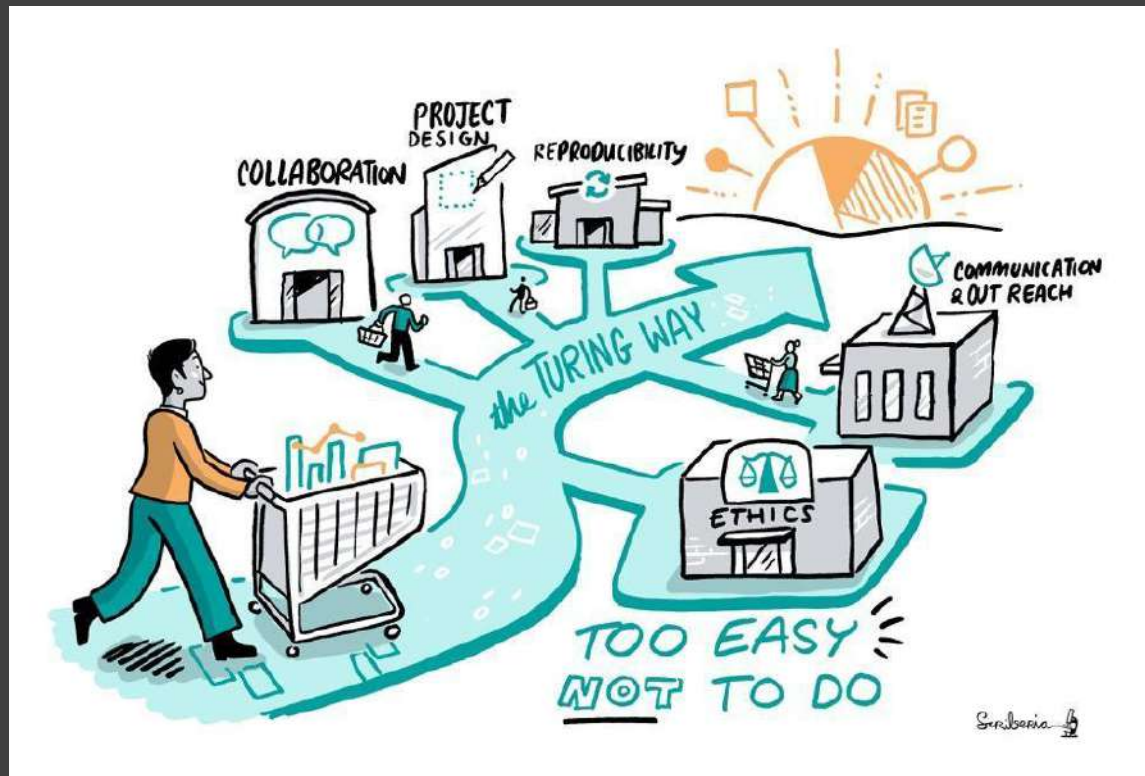 PROJECT
DESIGN
COLLABORATION
REPRODUCIBILITY
COMMUNICATION
& OUT REACH
the TURING WAY
ETHICS
TOO EASY
NOT TO DO
Scriberia